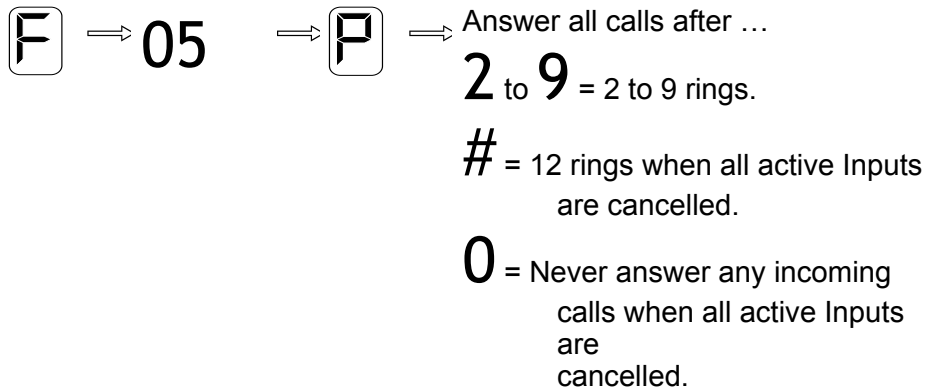 F ⇒ 05 ⇒ P ⇒ Answer all calls after …
2 to 9 = 2 to 9 rings.
# = 12 rings when all active Inputs
are cancelled.
0 = Never answer any incoming
calls when all active Inputs
are
cancelled.